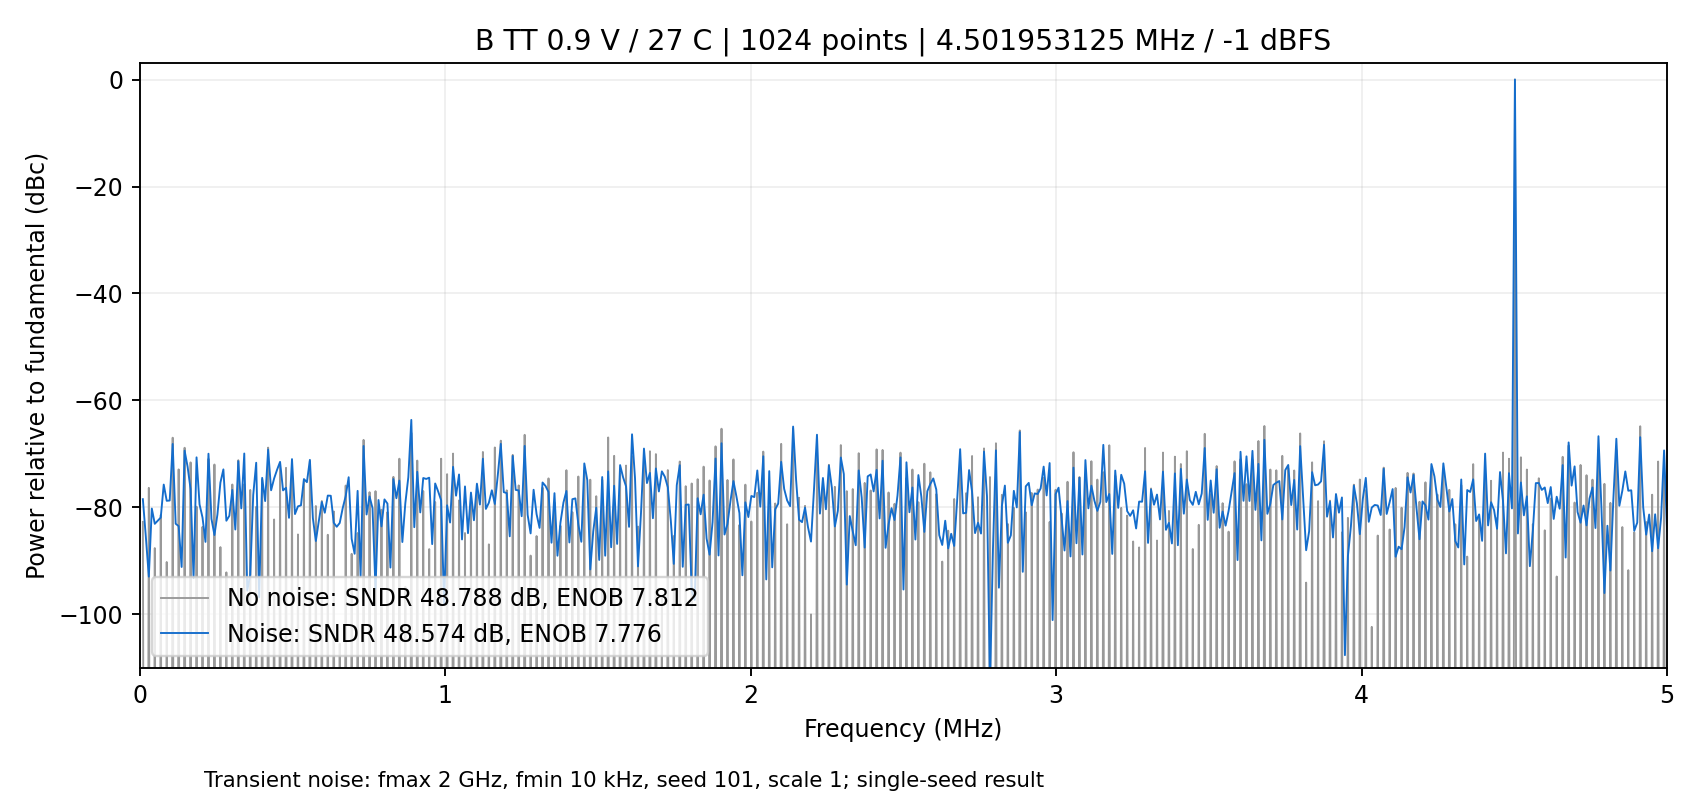 B TT 0.9 V / 27 C | 1024 points | 4.501953125 MHz / -1 dBFS
Power relative to fundamental (dBc)
0
−20
−40
−60
−80
−100
No noise: SNDR 48.788 dB, ENOB 7.812
Noise: SNDR 48.574 dB, ENOB 7.776
0 1 2 3 4 5
Frequency (MHz)
Transient noise: fmax 2 GHz, fmin 10 kHz, seed 101, scale 1; single-seed result